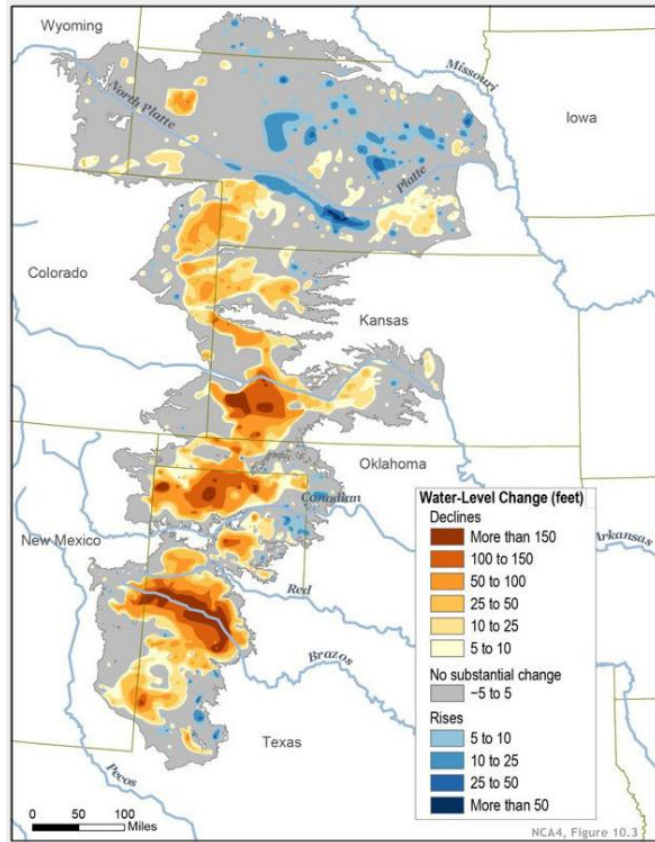 Wyoming
Missouri
Iowa
North Platte
Platte
Colorado
Kansas
Oklahoma
Canadian
New Mexico
Arkansas
Red
Brazos
Texas
Pecos
Water-Level Change (feet)
Declines
More than 150
100 to 150
50 to 100
25 to 50
10 to 25
5 to 10
No substantial change
−5 to 5
Rises
5 to 10
10 to 25
25 to 50
More than 50
0 50 100
Miles
NCA4, Figure 10.3